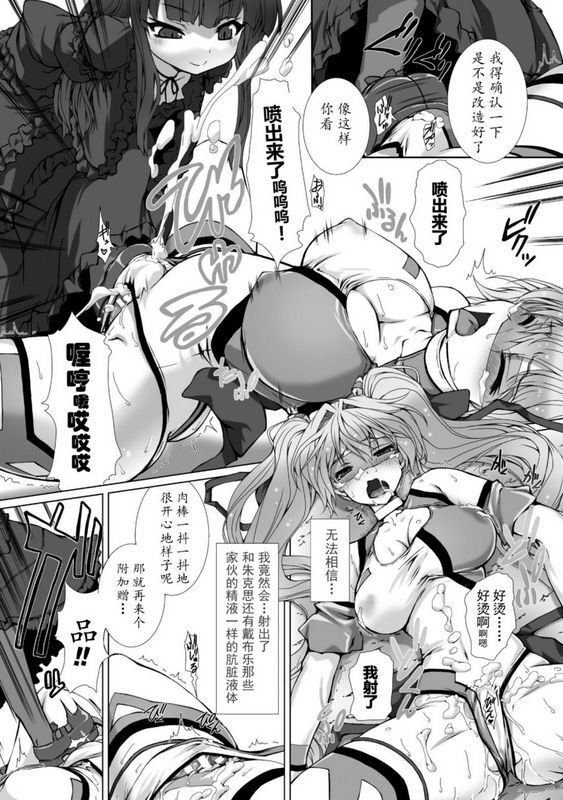 我得确认一下
是不是改造好了
像这样
你看
喷出来了
喷出来了
呜呜呜！
喔哼哦哎哎哎
肉棒一抖一抖地
很开心地样子呢
那就再来个
附加赠…
品!!
无法相信…
我竟然会…射出了
和朱克思还有戴布乐那些
家伙的精液一样的肮脏液体
好烫……
好烫啊啊嗯
我射了